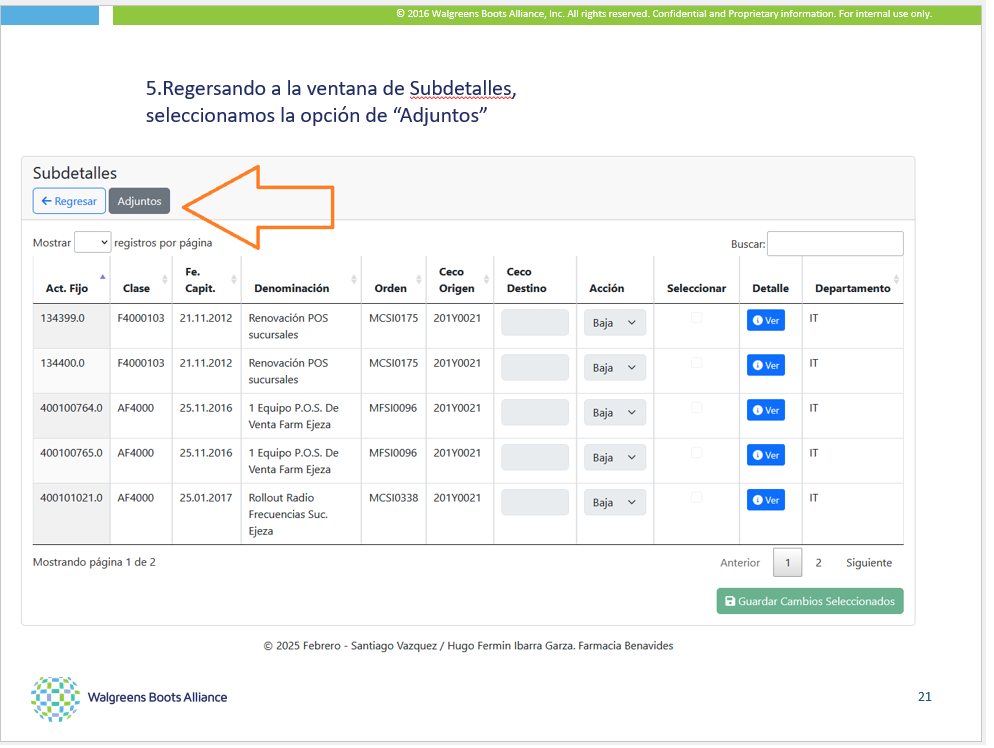 © 2016 Walgreens Boots Alliance, Inc. All rights reserved. Confidential and Proprietary information. For internal use only.
5.Regersando a la ventana de Subdetalles,
seleccionamos la opción de “Adjuntos”
Subdetalles
Regresar Adjuntos
Mostrar registros por página Buscar:
Act. Fijo Clase Fe. Capit. Denominación Orden Ceco Origen Ceco Destino Acción Seleccionar Detalle Departamento
134399.0 F4000103 21.11.2012 Renovación POS MCSI0175 201Y0021 Baja Ver IT
sucursales
134400.0 F4000103 21.11.2012 Renovación POS MCSI0175 201Y0021 Baja Ver IT
sucursales
400100764.0 AF4000 25.11.2016 1 Equipo P.O.S. De MFSI0096 201Y0021 Baja Ver IT
Venta Farm Ejeza
400100765.0 AF4000 25.11.2016 1 Equipo P.O.S. De MFSI0096 201Y0021 Baja Ver IT
Venta Farm Ejeza
400101021.0 AF4000 25.01.2017 Rollout Radio MCSI0338 201Y0021 Baja Ver IT
Frecuencias Suc.
Ejeza
Mostrando página 1 de 2 Anterior 1 2 Siguiente
Guardar Cambios Seleccionados
© 2025 Febrero - Santiago Vazquez / Hugo Fermin Ibarra Garza. Farmacia Benavides
Walgreens Boots Alliance 21